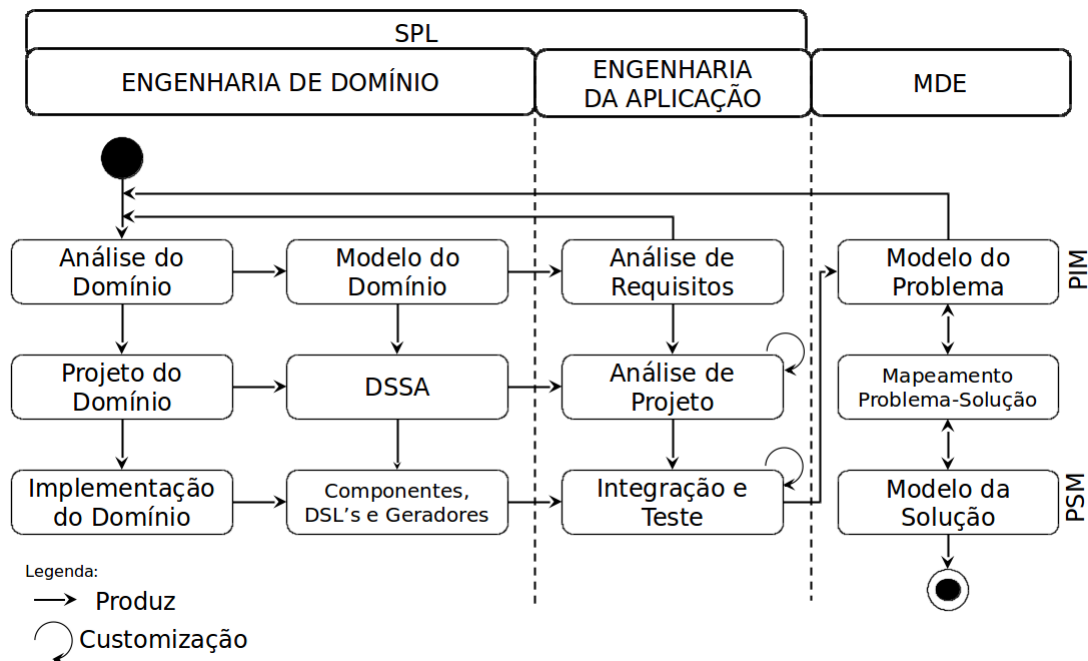 SPL
ENGENHARIA DE DOMÍNIO
ENGENHARIA
DA APLICAÇÃO
MDE
Análise do
Domínio
Modelo do
Domínio
Análise de
Requisitos
Modelo do
Problema
PIM
Projeto do
Domínio
DSSA
Análise de
Projeto
Mapeamento
Problema-Solução
Implementação
do Domínio
Componentes,
DSL's e Geradores
Integração e
Teste
Modelo da
Solução
PSM
Legenda:
Produz
Customização